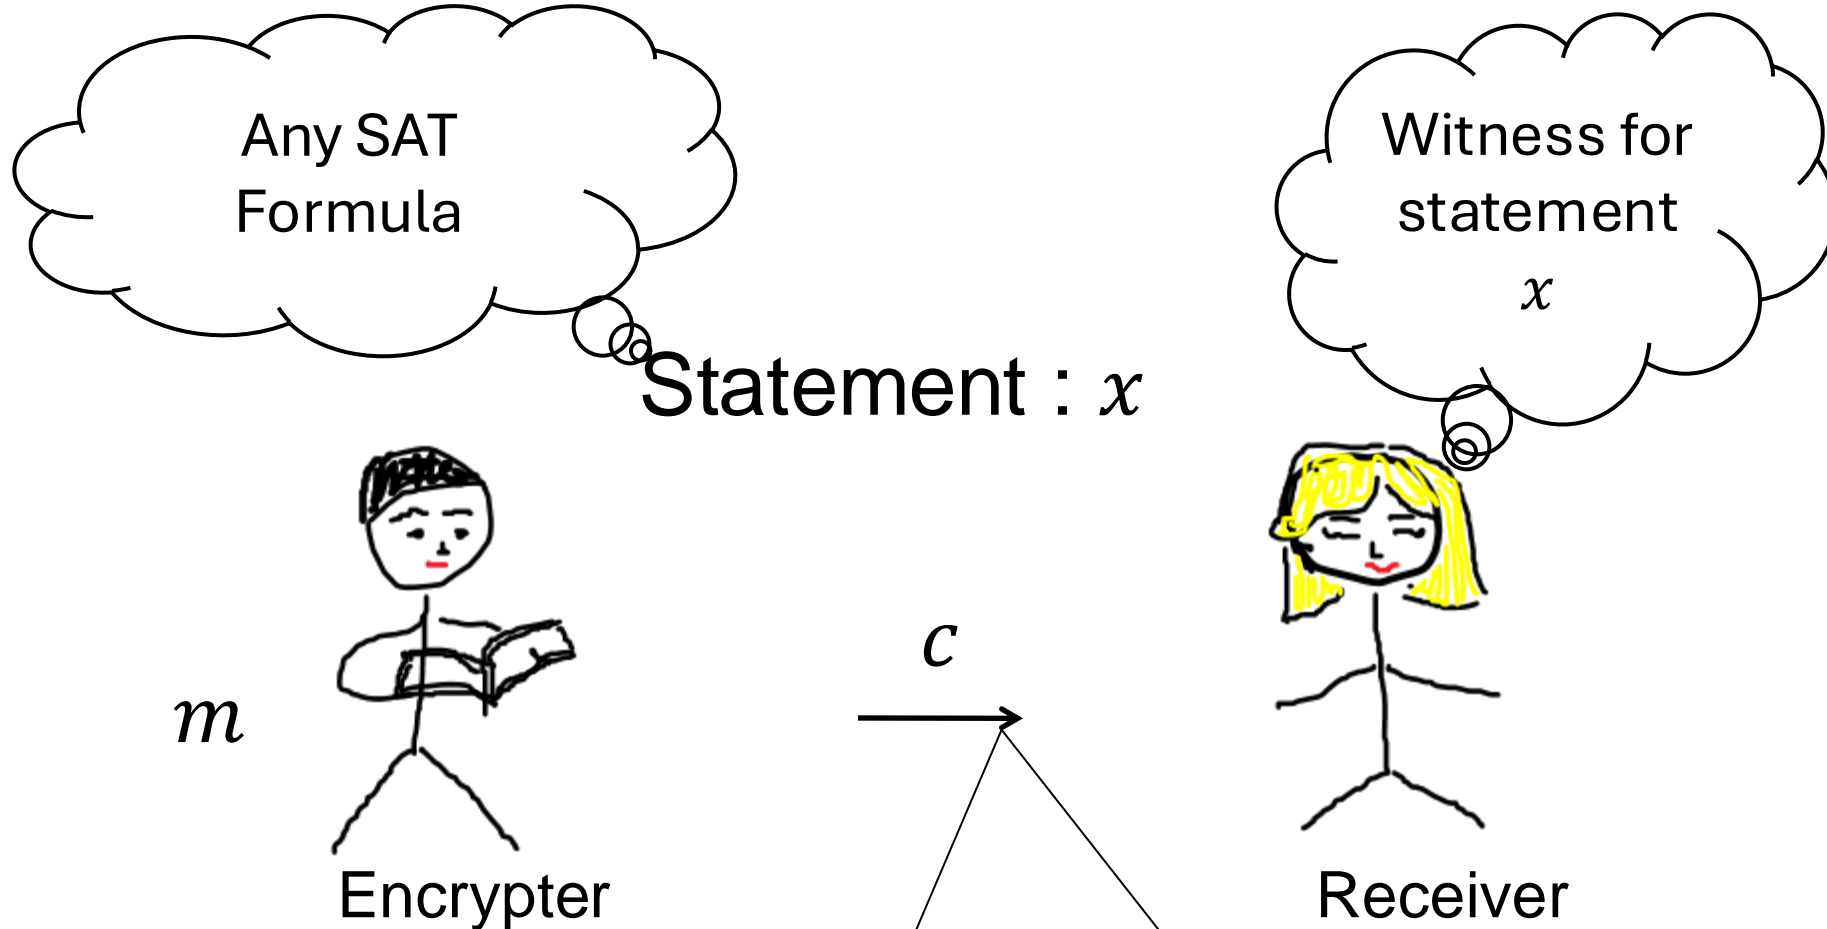 Any SAT
Formula
Witness for
statement
x
Statement : x
m
c
Encrypter
Receiver